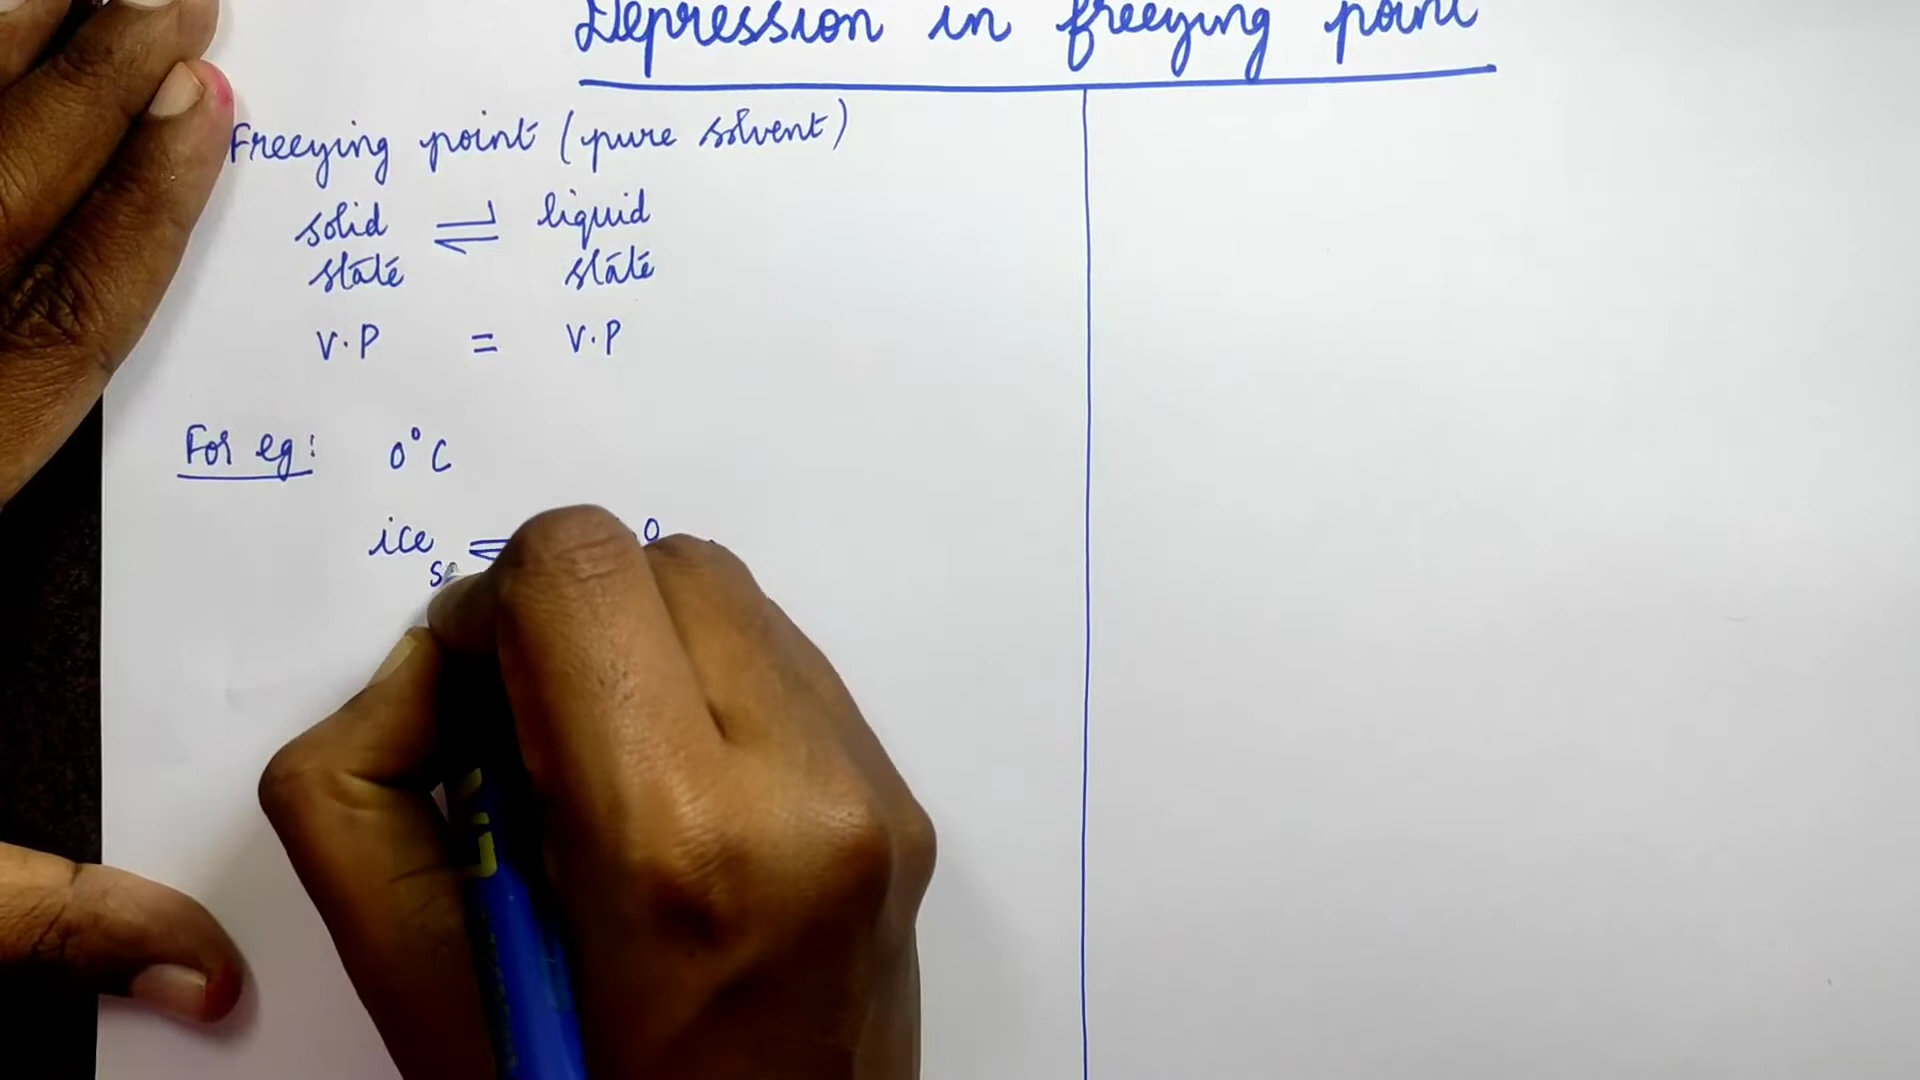 Depression in freezing point
Freezing point (pure solvent)
solid ⇌ liquid
state state
V.P = V.P
For eg: 0°C
ice ⇌ O
s